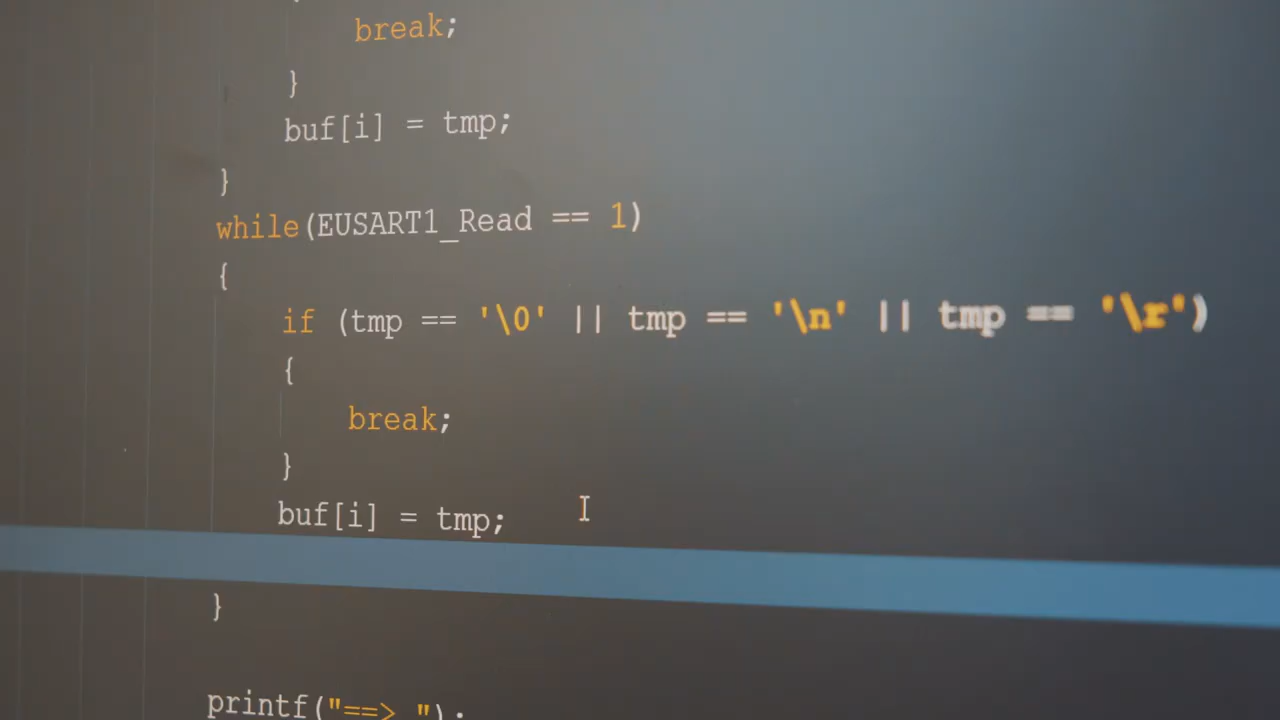 break;
}
buf[i] = tmp;
}
while(EUSART1_Read == 1)
{
if (tmp == '\0' || tmp == '\n' || tmp == '\r')
{
break;
}
buf[i] = tmp;
}
printf("==> ");